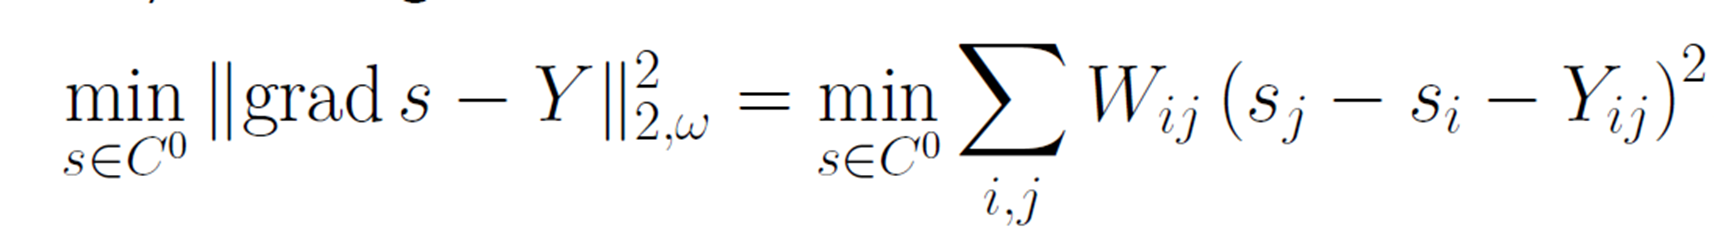 min_{s∈C^0} ‖grad s − Y‖^2_{2,ω} = min_{s∈C^0} ∑_{i,j} W_{ij} (s_j − s_i − Y_{ij})^2